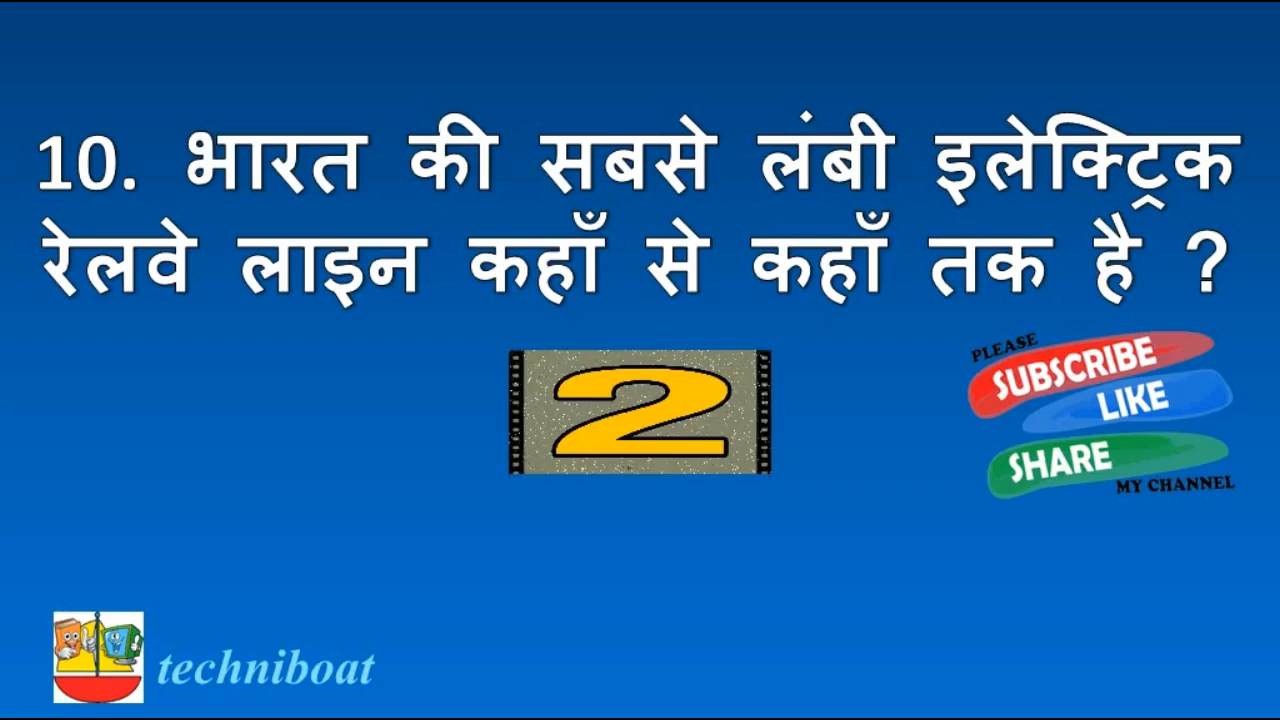 10. भारत की सबसे लंबी इलेक्ट्रिक
रेलवे लाइन कहाँ से कहाँ तक है ?
2
PLEASE
SUBSCRIBE
LIKE
SHARE
MY CHANNEL
techniboat